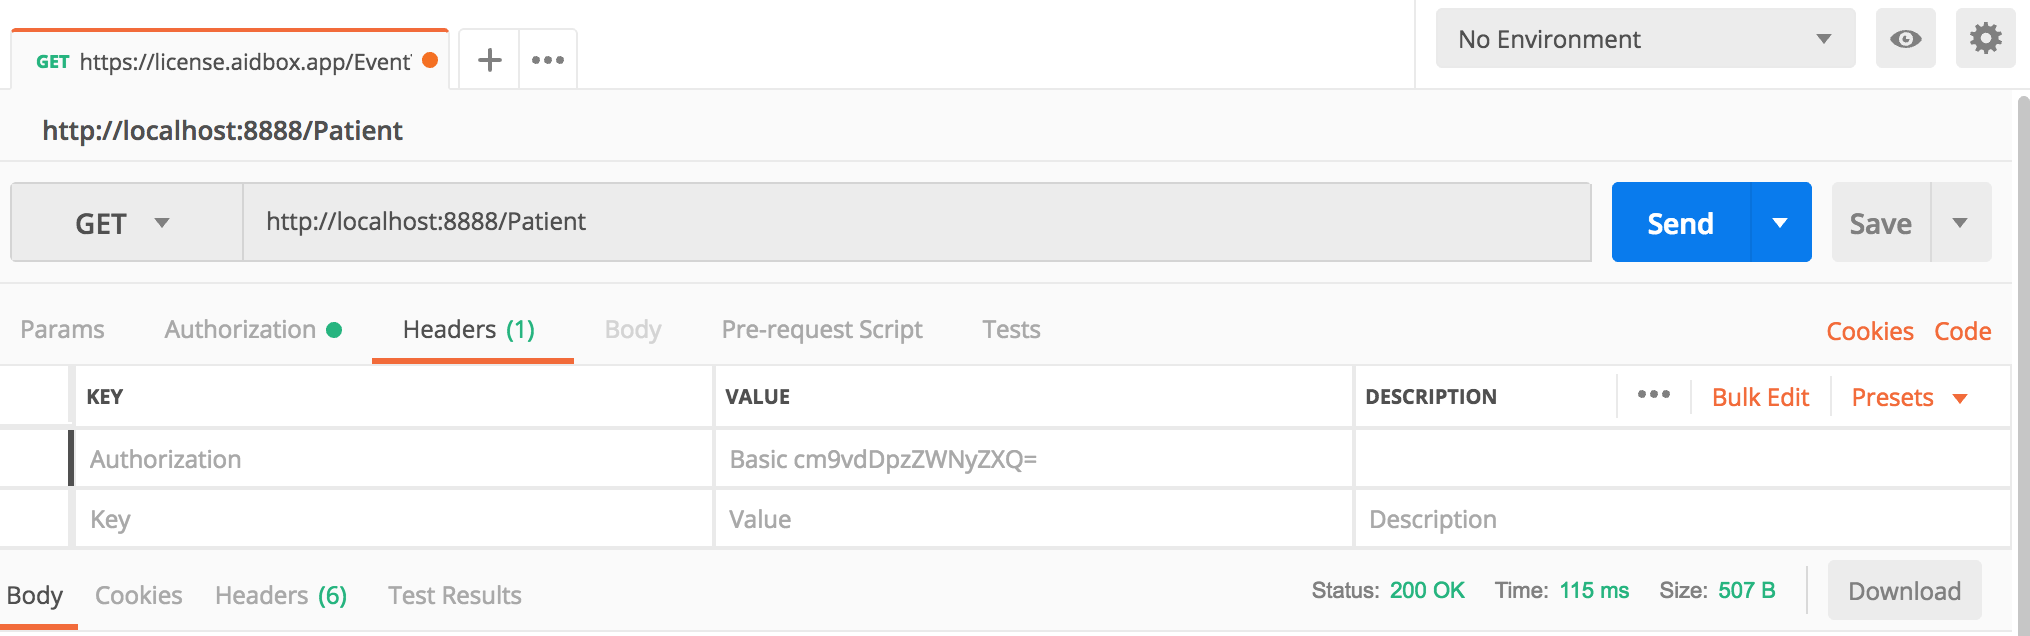 GET https://license.aidbox.app/Event
No Environment
http://localhost:8888/Patient
GET http://localhost:8888/Patient Send Save
Params Authorization Headers (1) Body Pre-request Script Tests Cookies Code
KEY VALUE DESCRIPTION Bulk Edit Presets
Authorization Basic cm9vdDpzZWNyZXQ=
Key Value Description
Body Cookies Headers (6) Test Results Status: 200 OK Time: 115 ms Size: 507 B Download